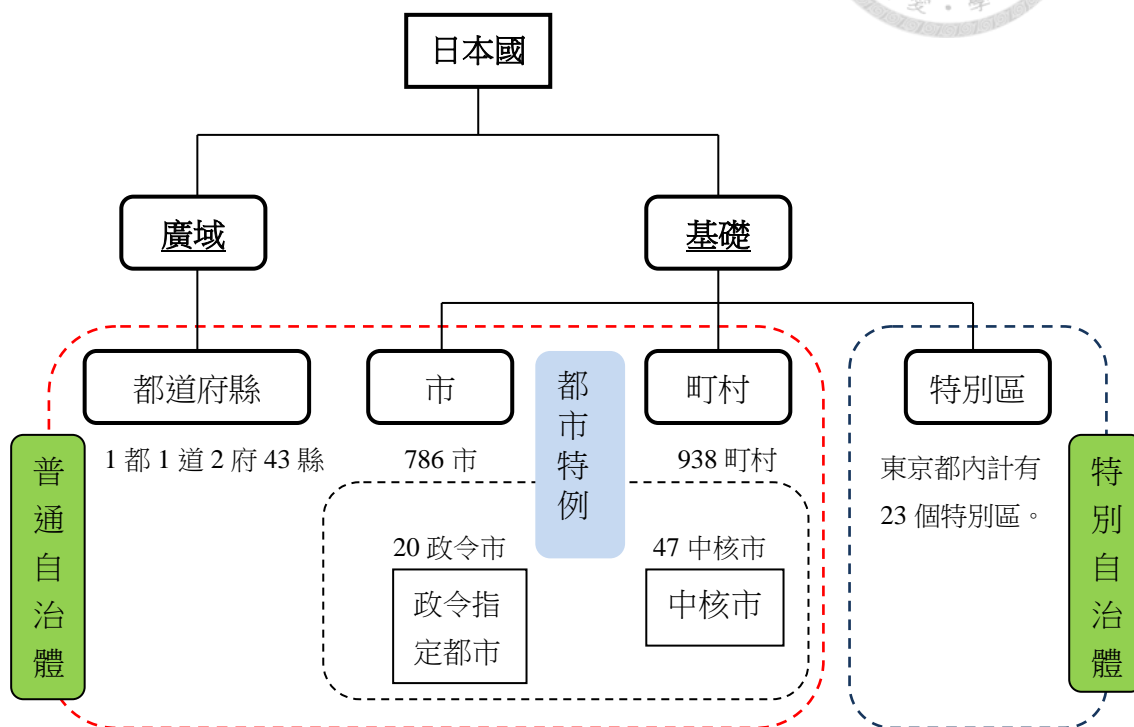 愛・學
日本國
廣域
基礎
都道府縣
市
都市特例
町村
特別區
1 都 1 道 2 府 43 縣
786 市
938 町村
東京都內計有
23 個特別區。
普通自治體
特別自治體
20 政令市
47 中核市
政令指
定都市
中核市